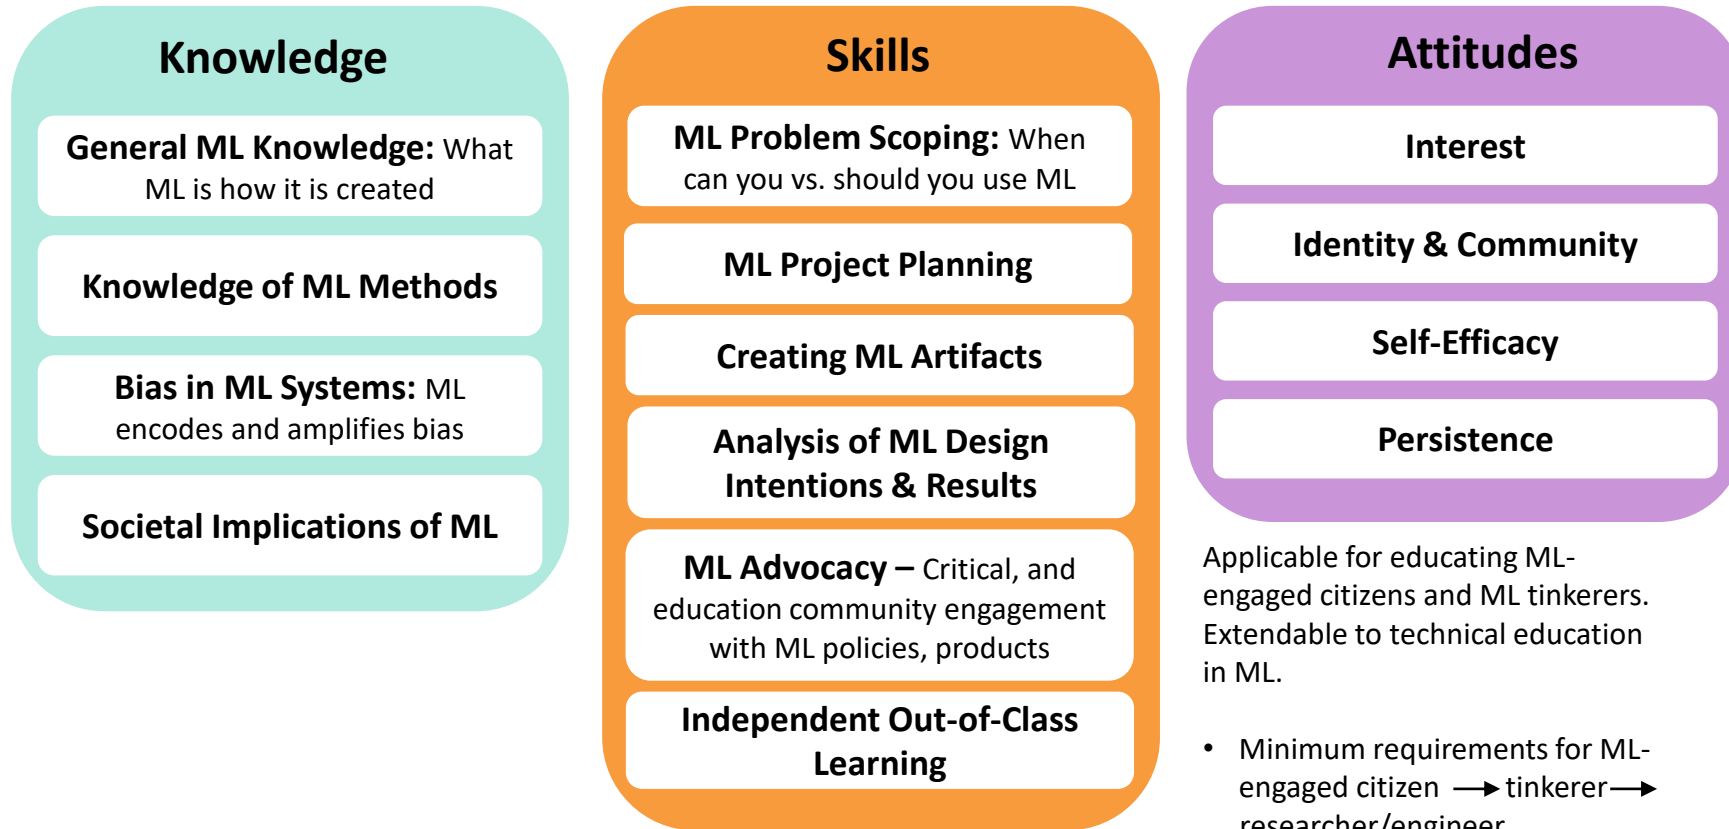 Knowledge
General ML Knowledge: What
ML is how it is created
Knowledge of ML Methods
Bias in ML Systems: ML
encodes and amplifies bias
Societal Implications of ML
Skills
ML Problem Scoping: When
can you vs. should you use ML
ML Project Planning
Creating ML Artifacts
Analysis of ML Design
Intentions & Results
ML Advocacy – Critical, and
education community engagement
with ML policies, products
Independent Out-of-Class
Learning
Attitudes
Interest
Identity & Community
Self-Efficacy
Persistence
Applicable for educating ML-
engaged citizens and ML tinkerers.
Extendable to technical education
in ML.
• Minimum requirements for ML-
engaged citizen → tinkerer →
researcher/engineer